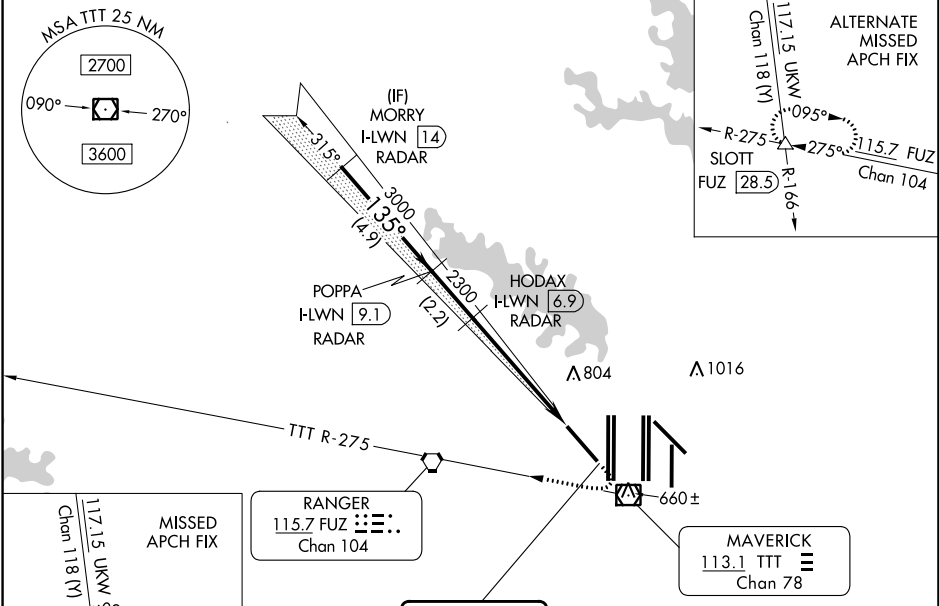 MSA TTT 25 NM
2700
090°
270°
3600
(IF)
MORRY
I-LWN 14
RADAR
315°
3000
135°
(4.9)
2300
(2.2)
POPPA
I-LWN 9.1
RADAR
HODAX
I-LWN 6.9
RADAR
804
1016
ALTERNATE
MISSED
APCH FIX
117.15 UKW
Chan 118 (Y)
095°
R-275
275°
115.7 FUZ
Chan 104
SLOTT
FUZ 28.5
R-166
TTT R-275
RANGER
115.7 FUZ
Chan 104
660±
MAVERICK
113.1 TTT
Chan 78
MISSED
APCH FIX
117.15 UKW
Chan 118 (Y)